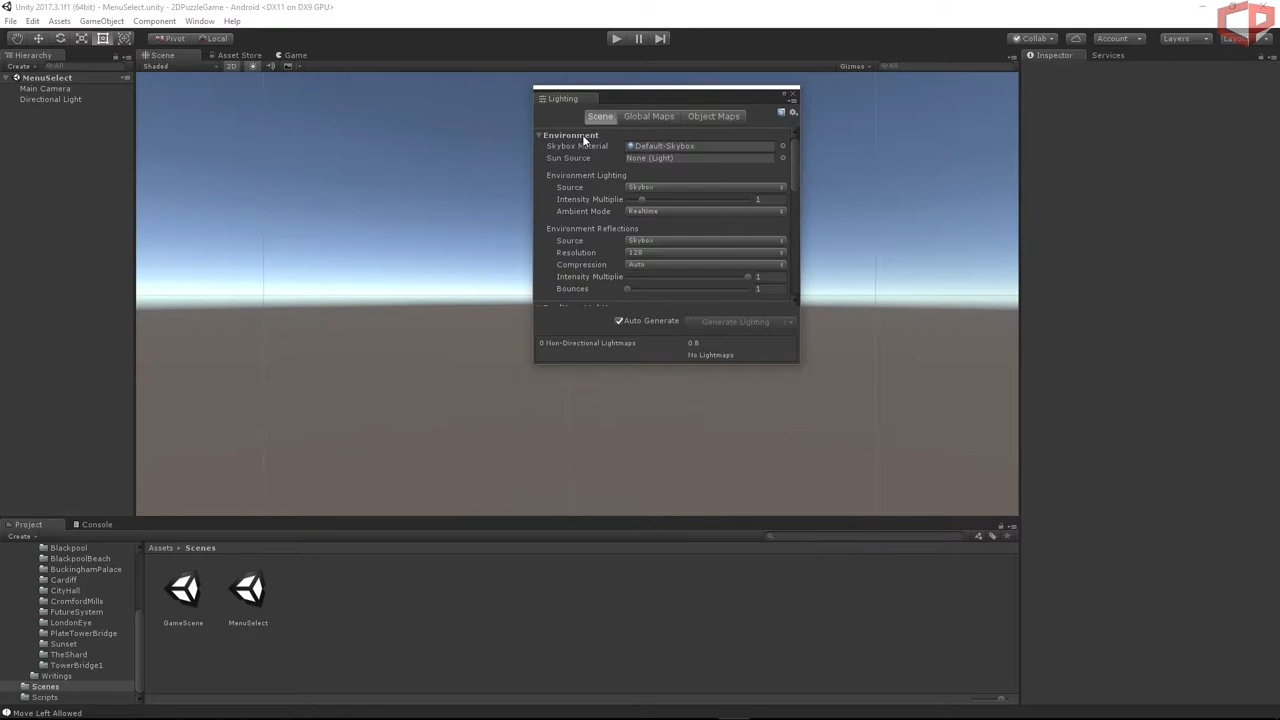 Unity 2017.3.1f1 (64bit) - MenuSelect.unity - 2DPuzzleGame - Android <DX11 on DX9 GPU>
File Edit Assets GameObject Component Window Help
Pivot Local Collab Account Layers
Hierarchy Scene Asset Store Game Inspector Services
Create All Shaded 2D Gizmos All
MenuSelect
Main Camera
Directional Light
Lighting
Scene Global Maps Object Maps
Environment
Skybox Material Default-Skybox
Sun Source None (Light)
Environment Lighting
Source Skybox
Intensity Multiplie 1
Ambient Mode Realtime
Environment Reflections
Source Skybox
Resolution 128
Compression Auto
Intensity Multiplie 1
Bounces 1
Auto Generate Generate Lighting
0 Non-Directional Lightmaps 0 B
No Lightmaps
Project Console
Create
Assets Scenes
Blackpool
BlackpoolBeach
BuckinghamPalace
Cardiff
CityHall
CromfordMills
FutureSystem
LondonEye
PlateTowerBridge
Sunset
TheShard
TowerBridge1
Writings
Scenes
Scripts
GameScene MenuSelect
Move Left Allowed